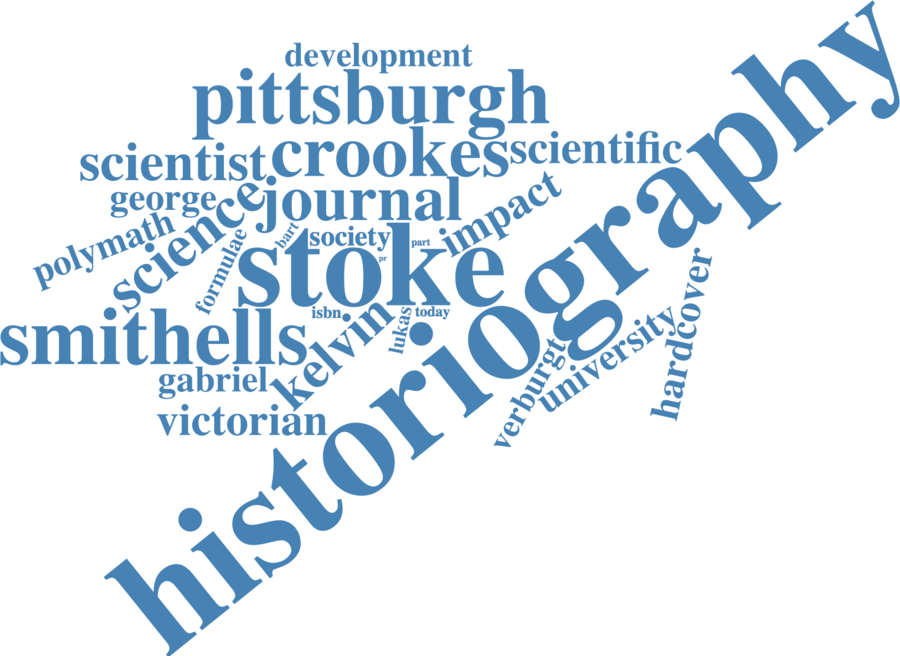 development
pittsburgh
scientist
crookes
scientific
george
journal
science
polymath
impact
bart
society
part
pr
formulae
stoke
historiography
isbn
today
smithells
kelvin
lukas
hardcover
university
verburgt
gabriel
victorian